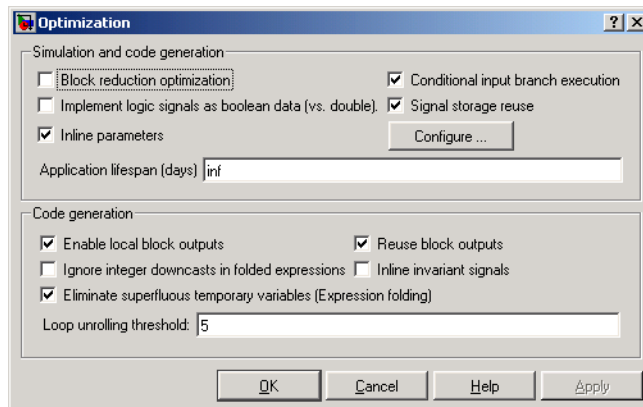 Optimization
Simulation and code generation
Block reduction optimization
Conditional input branch execution
Implement logic signals as boolean data (vs. double).
Signal storage reuse
Inline parameters
Configure ...
Application lifespan (days) inf
Code generation
Enable local block outputs
Reuse block outputs
Ignore integer downcasts in folded expressions
Inline invariant signals
Eliminate superfluous temporary variables (Expression folding)
Loop unrolling threshold: 5
OK Cancel Help Apply